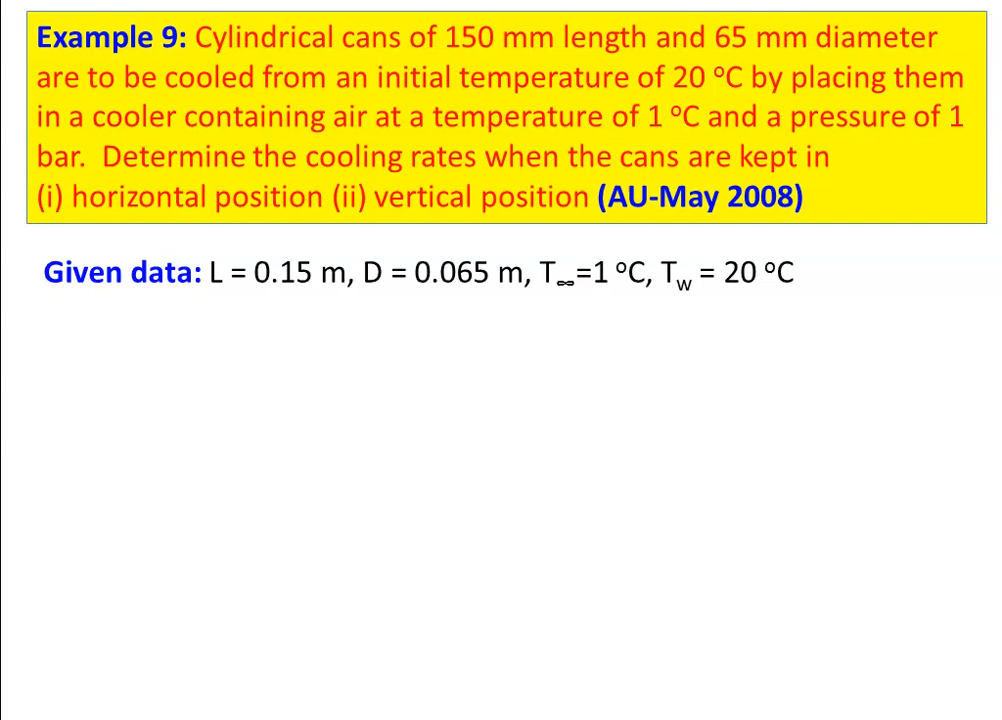 Example 9: Cylindrical cans of 150 mm length and 65 mm diameter
are to be cooled from an initial temperature of 20 °C by placing them
in a cooler containing air at a temperature of 1 °C and a pressure of 1
bar. Determine the cooling rates when the cans are kept in
(i) horizontal position (ii) vertical position (AU-May 2008)
Given data: L = 0.15 m, D = 0.065 m, T∞=1 °C, Tw = 20 °C